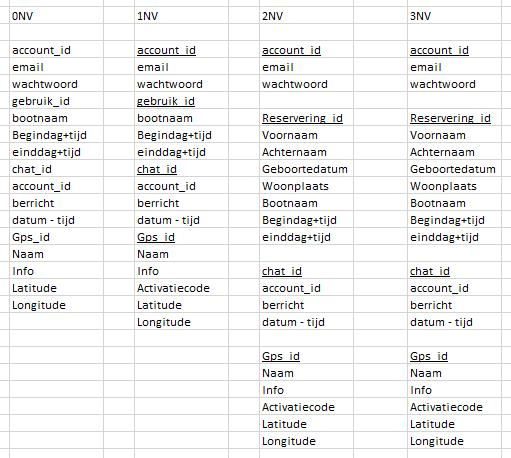 0NV 1NV 2NV 3NV
account_id account_id account_id account_id
email email email email
wachtwoord wachtwoord wachtwoord wachtwoord
gebruik_id gebruik_id
bootnaam bootnaam Reservering_id Reservering_id
Begindag+tijd Begindag+tijd Voornaam Voornaam
einddag+tijd einddag+tijd Achternaam Achternaam
chat_id chat_id Geboortedatum Geboortedatum
account_id account_id Woonplaats Woonplaats
berricht berricht Bootnaam Bootnaam
datum - tijd datum - tijd Begindag+tijd Begindag+tijd
Gps_id Gps_id einddag+tijd einddag+tijd
Naam Naam
Info Info chat_id chat_id
Latitude Activatiecode account_id account_id
Longitude Latitude berricht berricht
Longitude datum - tijd datum - tijd
Gps_id Gps_id
Naam Naam
Info Info
Activatiecode Activatiecode
Latitude Latitude
Longitude Longitude